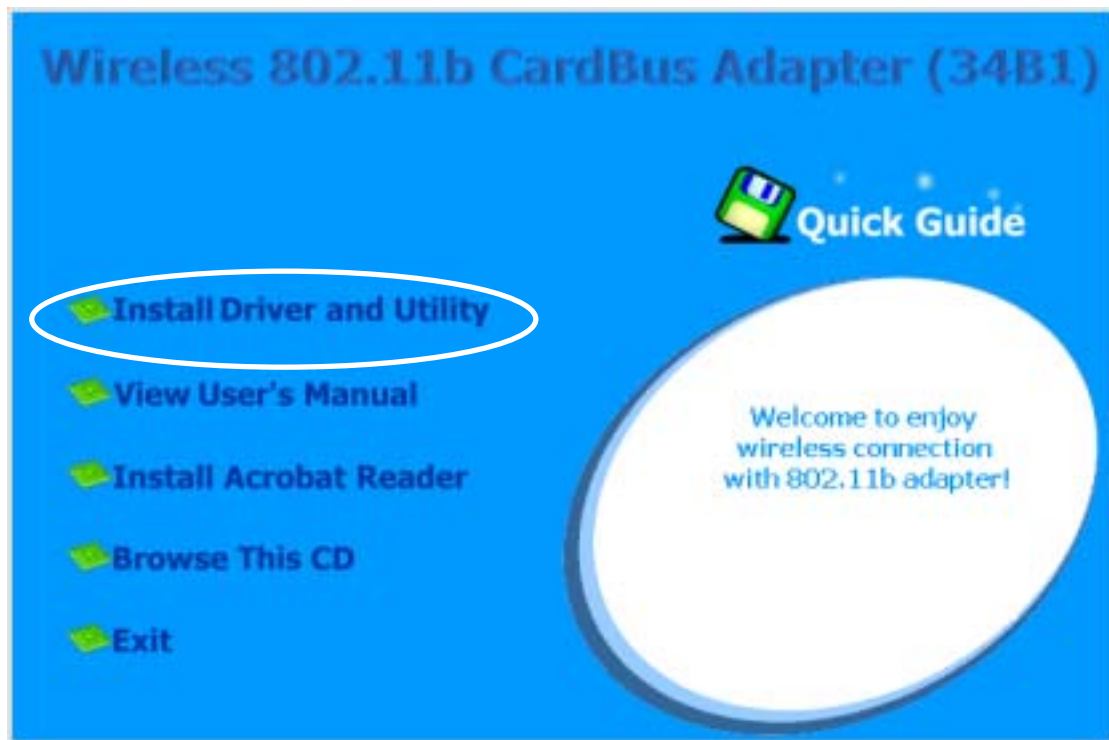 Wireless 802.11b CardBus Adapter (34B1)
Quick Guide
Install Driver and Utility
View User's Manual
Install Acrobat Reader
Browse This CD
Exit
Welcome to enjoy
wireless connection
with 802.11b adapter!